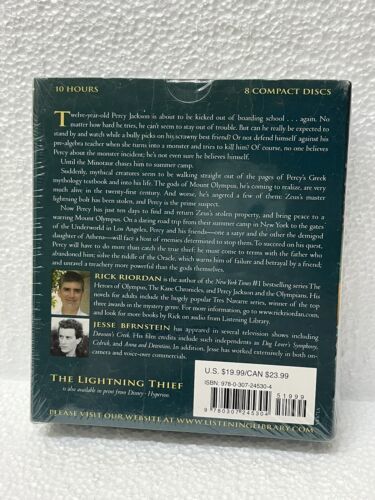 10 HOURS 8 COMPACT DISCS
Twelve-year-old Percy Jackson is about to be kicked out of boarding school . . . again. No
matter how hard he tries, he can't seem to stay out of trouble. But can he really be expected to
stand by and watch while a bully picks on his scrawny best friend? Or not defend himself against his
pre-algebra teacher when she turns into a monster and tries to kill him? Of course, no one believes
Percy about the monster incident; he's not even sure he believes himself.
Until the Minotaur chases him to summer camp.
Suddenly, mythical creatures seem to be walking straight out of the pages of Percy's Greek
mythology textbook and into his life. The gods of Mount Olympus, he's coming to realize, are very
much alive in the twenty-first century. And worse, he's angered a few of them: Zeus's master
lightning bolt has been stolen, and Percy is the prime suspect.
Now Percy has just ten days to find and return Zeus's stolen property, and bring peace to a
warring Mount Olympus. On a daring road trip from their summer camp in New York to the gates
of the Underworld in Los Angeles, Percy and his friends—one a satyr and the other the demigod
daughter of Athena—will face a host of enemies determined to stop them. To succeed on his quest,
Percy will have to do more than catch the true thief: he must come to terms with the father who
abandoned him; solve the riddle of the Oracle, which warns him of failure and betrayal by a friend;
and unravel a treachery more powerful than the gods themselves.
RICK RIORDAN is the author of the New York Times #1 bestselling series The
Heroes of Olympus, The Kane Chronicles, and Percy Jackson and the Olympians. His
novels for adults include the hugely popular Tres Navarre series, winner of the top
three awards in the mystery genre. For more information, go to www.rickriordan.com,
and look for more books by Rick on audio from Listening Library.
JESSE BERNSTEIN has appeared in several television shows including
Dawson's Creek. His film credits include such independents as Dog Lover's Symphony,
and Anna and Dorentina. In addition, Jesse has worked extensively in both on-
camera and voice-over commercials.
THE LIGHTNING THIEF
is also available in print from Disney · Hyperion
U.S. $19.99/CAN $23.99
ISBN: 978-0-307-24530-4
51999
9 780307 245304
PLEASE VISIT OUR WEBSITE AT WWW.LISTENINGLIBRARY.COM